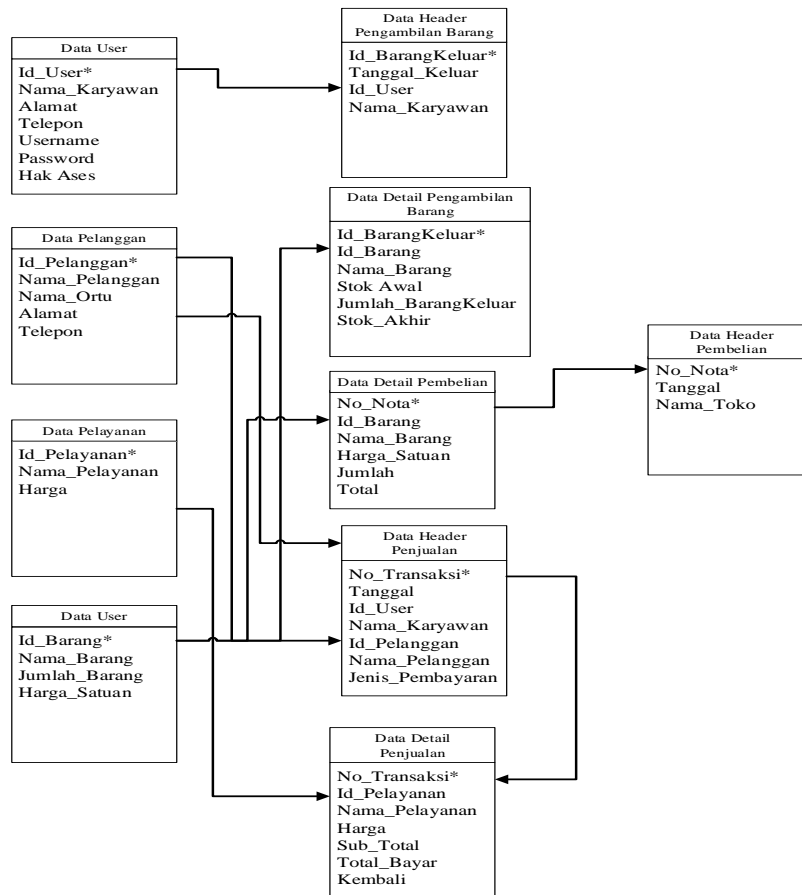 Data User
Id_User*
Nama_Karyawan
Alamat
Telepon
Username
Password
Hak Ases
Data Header
Pengambilan Barang
Id_BarangKeluar*
Tanggal_Keluar
Id_User
Nama_Karyawan
Data Pelanggan
Id_Pelanggan*
Nama_Pelanggan
Nama_Ortu
Alamat
Telepon
Data Detail Pengambilan
Barang
Id_BarangKeluar*
Id_Barang
Nama_Barang
Stok Awal
Jumlah_BarangKeluar
Stok_Akhir
Data Header
Pembelian
No_Nota*
Tanggal
Nama_Toko
Data Detail Pembelian
No_Nota*
Id_Barang
Nama_Barang
Harga_Satuan
Jumlah
Total
Data Pelayanan
Id_Pelayanan*
Nama_Pelayanan
Harga
Data Header
Penjualan
No_Transaksi*
Tanggal
Id_User
Nama_Karyawan
Id_Pelanggan
Nama_Pelanggan
Jenis_Pembayaran
Data User
Id_Barang*
Nama_Barang
Jumlah_Barang
Harga_Satuan
Data Detail
Penjualan
No_Transaksi*
Id_Pelayanan
Nama_Pelayanan
Harga
Sub_Total
Total_Bayar
Kembali